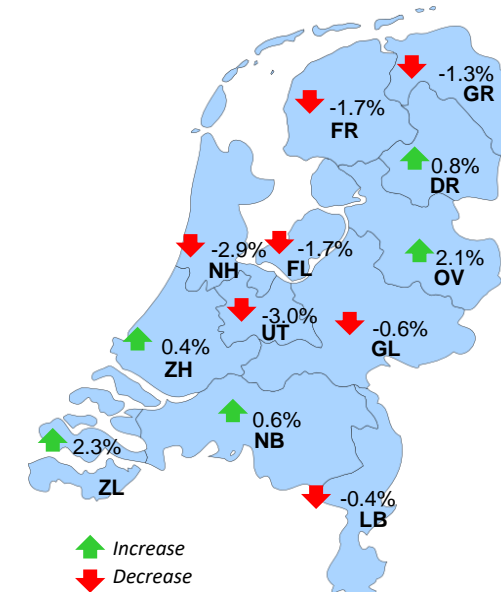 -1.3%
GR
-1.7%
FR
0.8%
DR
-2.9%
NH
-1.7%
FL
2.1%
OV
-3.0%
UT
-0.6%
GL
0.4%
ZH
0.6%
NB
2.3%
ZL
-0.4%
LB
Increase
Decrease